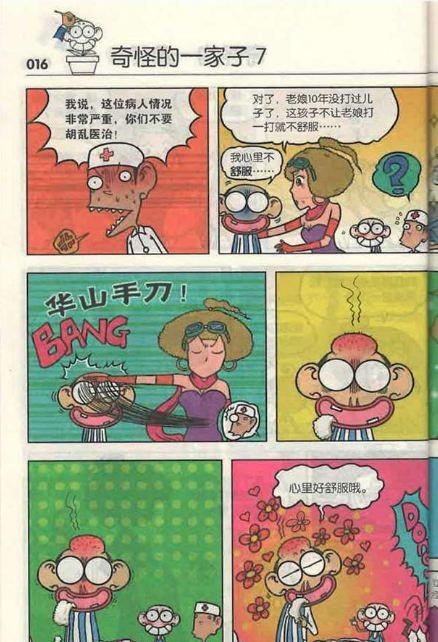 016
奇怪的一家子7
我说，这位病人情况
非常严重，你们不要
胡乱医治！
对了，老娘10年没打过儿
子了，这孩子不让老娘打
一打就不舒服……
我心里不
舒服……
?
华山手刀！
BANG
心里好舒服哦。